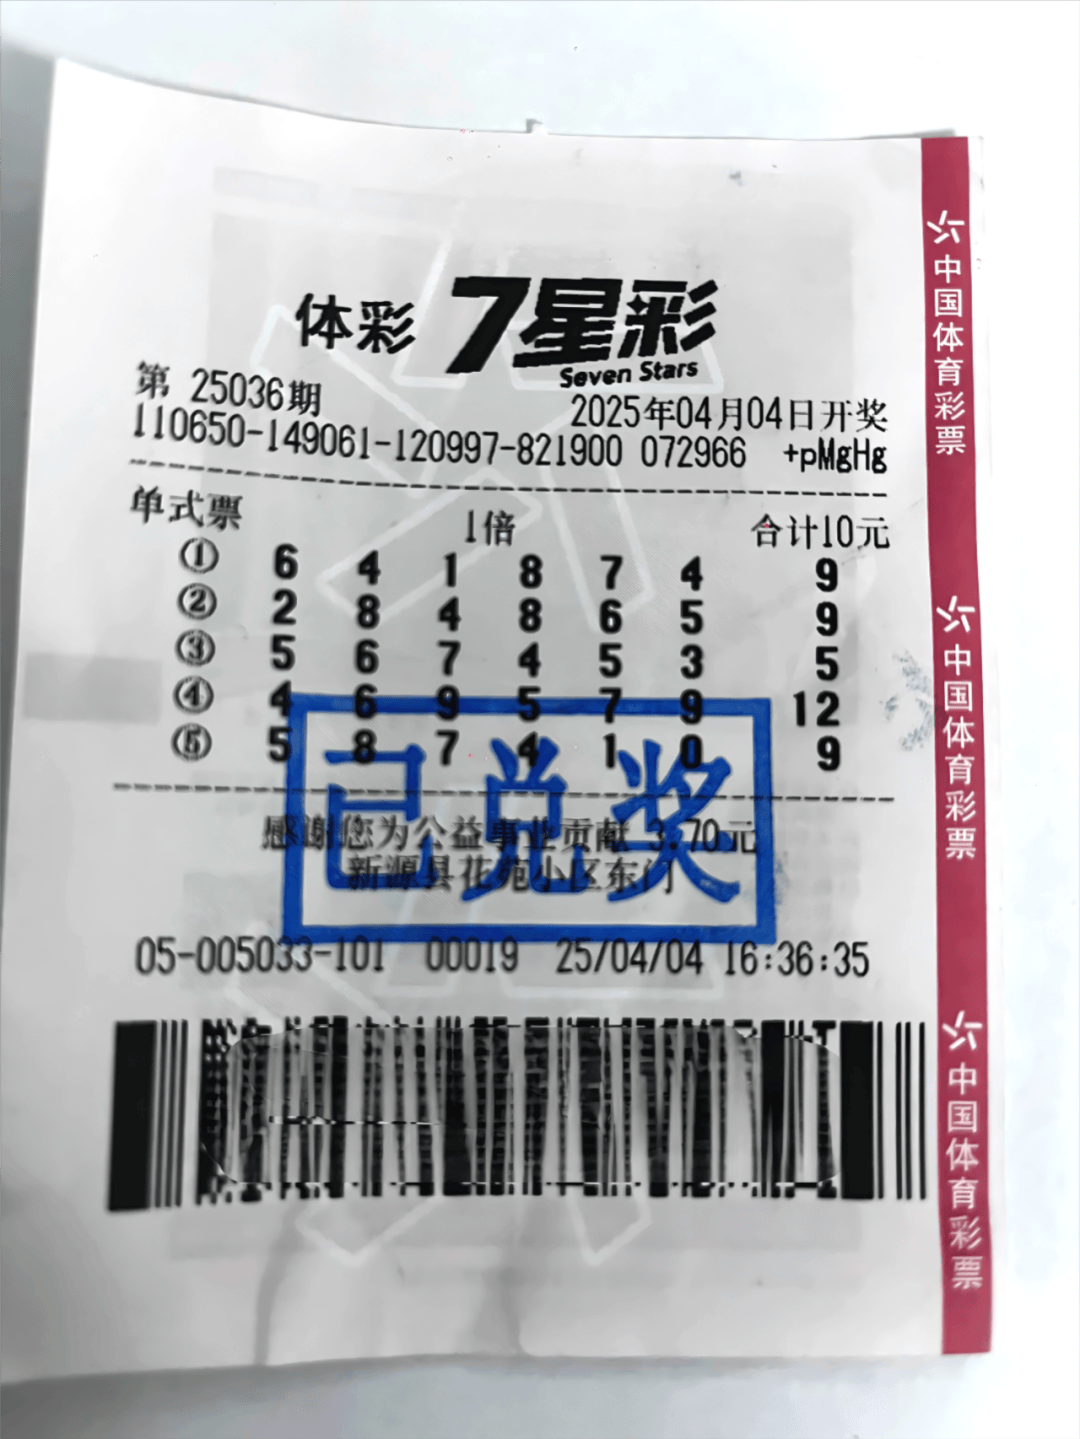 体彩 7星彩
Seven Stars
第 25036期 2025年04月04日开奖
110650-149061-120997-821900 072966 +pMgHg
单式票 1倍 合计10元
① 6 4 1 8 7 4 9
② 2 8 4 8 6 5 9
③ 5 6 7 4 5 3 5
④ 4 6 9 5 7 9 12
⑤ 5 8 7 4 1 0 9
已兑奖
感谢您为公益事业贡献 3.70元
新源县花苑小区东门
05-005033-101 00019 25/04/04 16:36:35
中国体育彩票
中国体育彩票
中国体育彩票